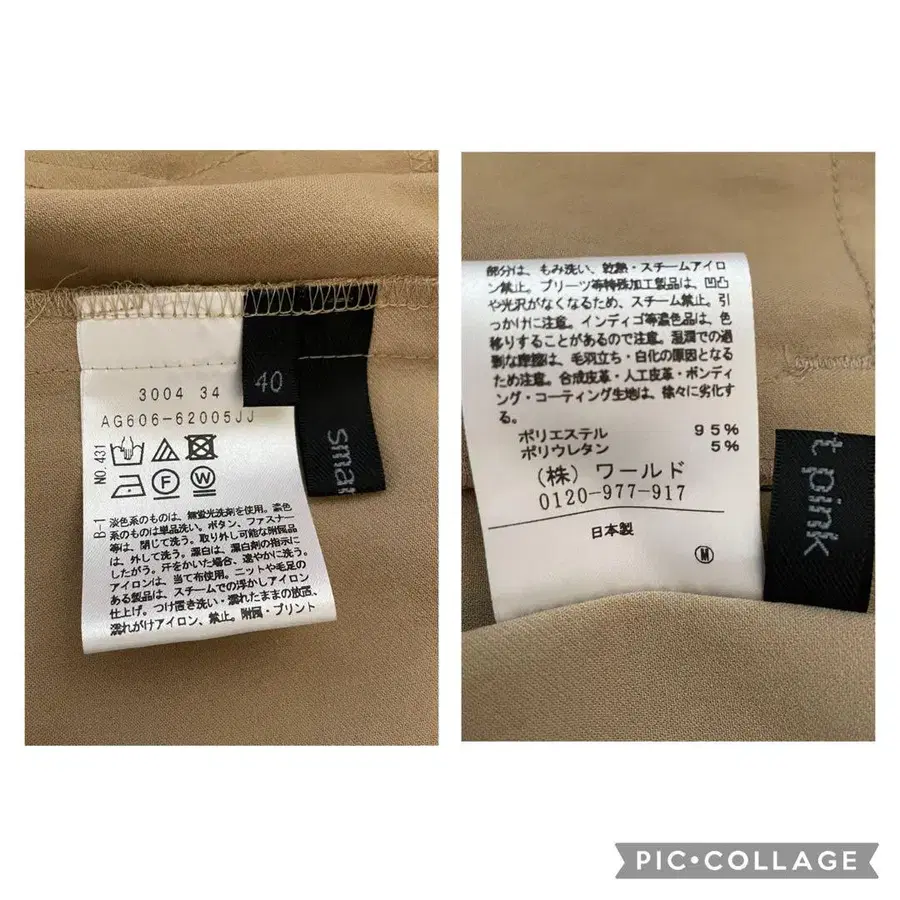 3004 34
AG606-62005JJ
40
smat
NO.431
B-1
淡色系のものは、無蛍光洗剤を使用。濃色
系のものは単品洗い。ボタン、ファスナー
等は、閉じて洗う。取り外し可能な附属品
は、外して洗う。漂白は、漂白剤の指示に
したがう。汗をかいた場合、速やかに洗う。
アイロンは、当て布使用。ニットや毛足の
ある製品は、スチームでの浮かしアイロン
仕上げ。つけ置き洗い・濡れたままの放置、
濡れがけアイロン、禁止。附属・プリント
部分は、もみ洗い、乾熱・スチームアイロ
ン禁止。プリーツ等特殊加工製品は、凹凸
や光沢がなくなるため、スチーム禁止。引
っかけに注意。インディゴ等濃色品は、色
移りすることがあるので注意。湿潤での過
剰な摩擦は、毛羽立ち・白化の原因となる
ため注意。合成皮革・人工皮革・ボンディ
ング・コーティング生地は、徐々に劣化す
る。
ポリエステル 95%
ポリウレタン 5%
(株) ワールド
0120-977-917
日本製
M
t pink
PIC•COLLAGE